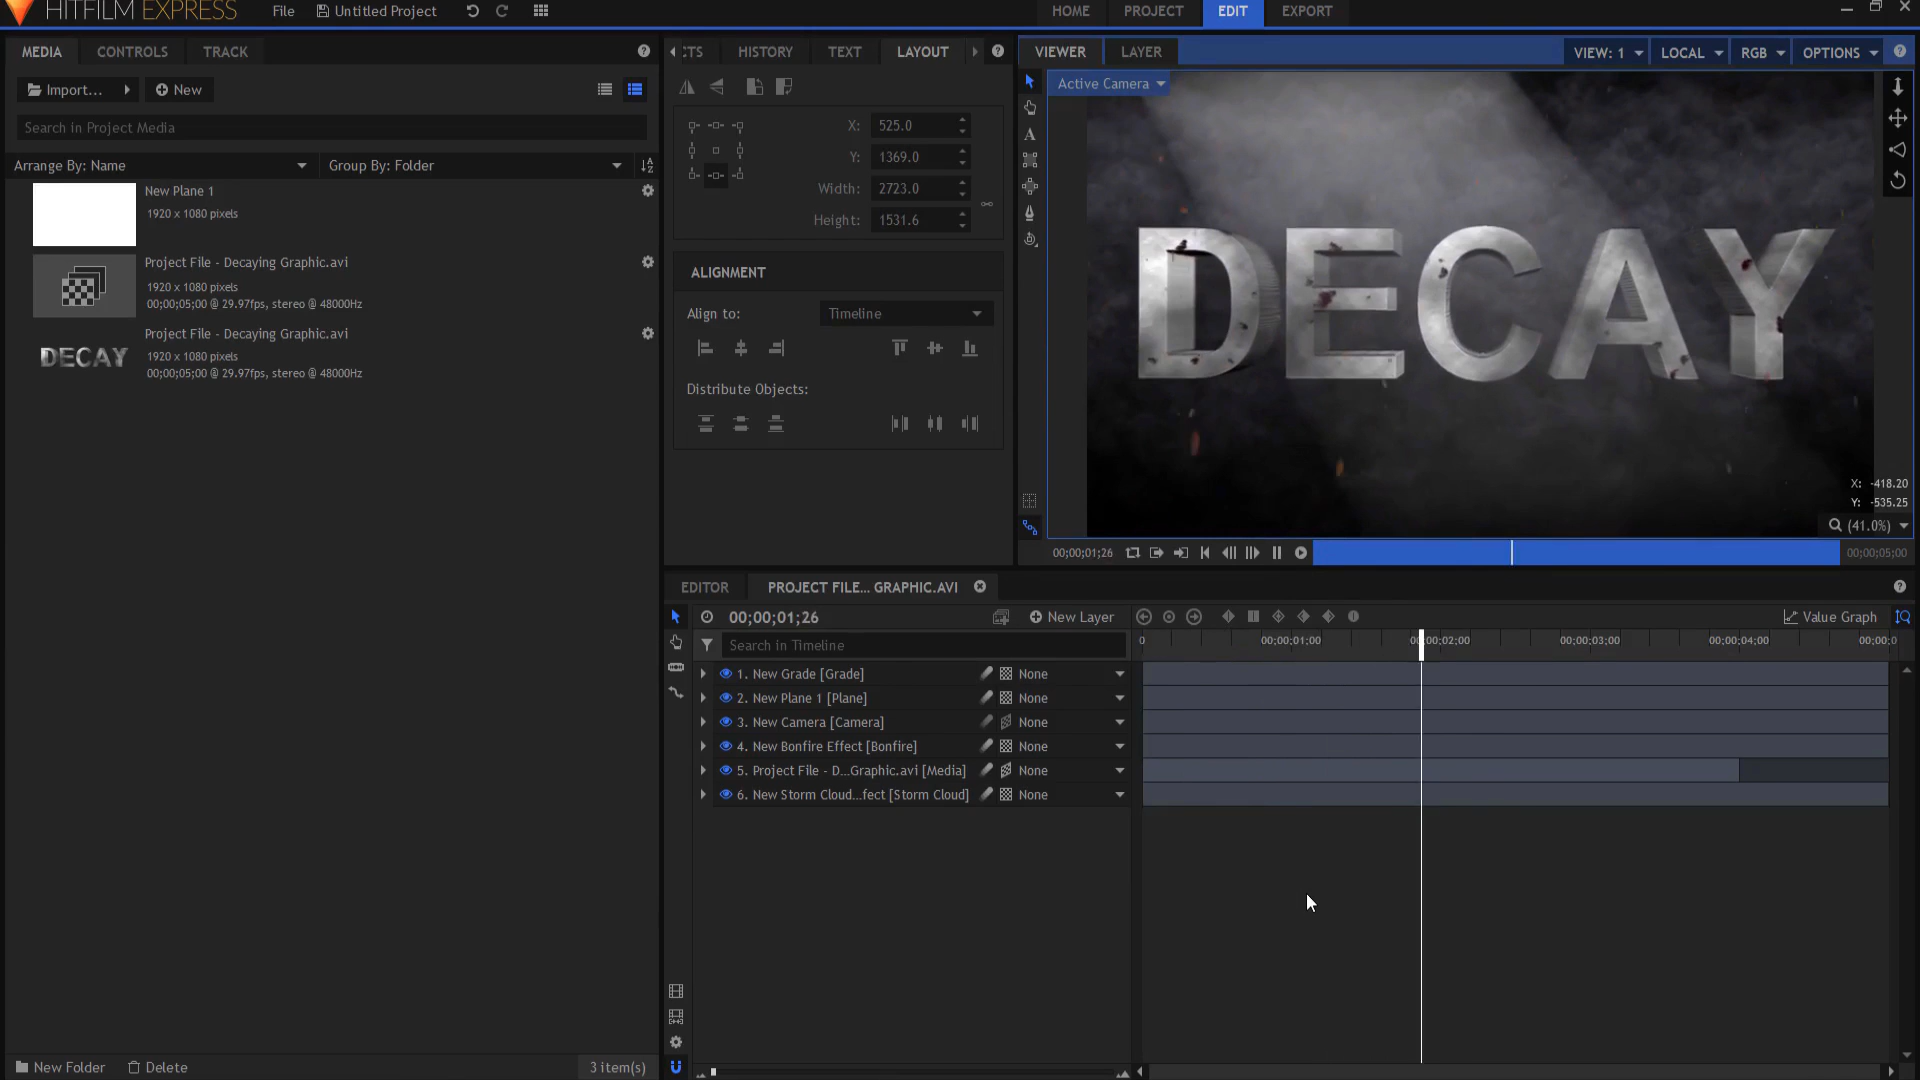 HITFILM EXPRESS
File
Untitled Project
HOME
PROJECT
EDIT
EXPORT
MEDIA
CONTROLS
TRACK
Import...
New
Search in Project Media
Arrange By: Name
Group By: Folder
New Plane 1
1920 x 1080 pixels
Project File - Decaying Graphic.avi
1920 x 1080 pixels
00;00;05;00 @ 29.97fps, stereo @ 48000Hz
DECAY
Project File - Decaying Graphic.avi
1920 x 1080 pixels
00;00;05;00 @ 29.97fps, stereo @ 48000Hz
New Folder
Delete
3 item(s)
CTS
HISTORY
TEXT
LAYOUT
X: 525.0
Y: 1369.0
Width: 2723.0
Height: 1531.6
ALIGNMENT
Align to: Timeline
Distribute Objects:
VIEWER
LAYER
VIEW: 1
LOCAL
RGB
OPTIONS
Active Camera
DECAY
X: -418.20
Y: -535.25
(41.0%)
00;00;01;26
00;00;05;00
EDITOR
PROJECT FILE... GRAPHIC.AVI
00;00;01;26
New Layer
Value Graph
Search in Timeline
0
00;00;01;00
00;00;02;00
00;00;03;00
00;00;04;00
00;00;0
1. New Grade [Grade] None
2. New Plane 1 [Plane] None
3. New Camera [Camera] None
4. New Bonfire Effect [Bonfire] None
5. Project File - D...Graphic.avi [Media] None
6. New Storm Cloud...fect [Storm Cloud] None